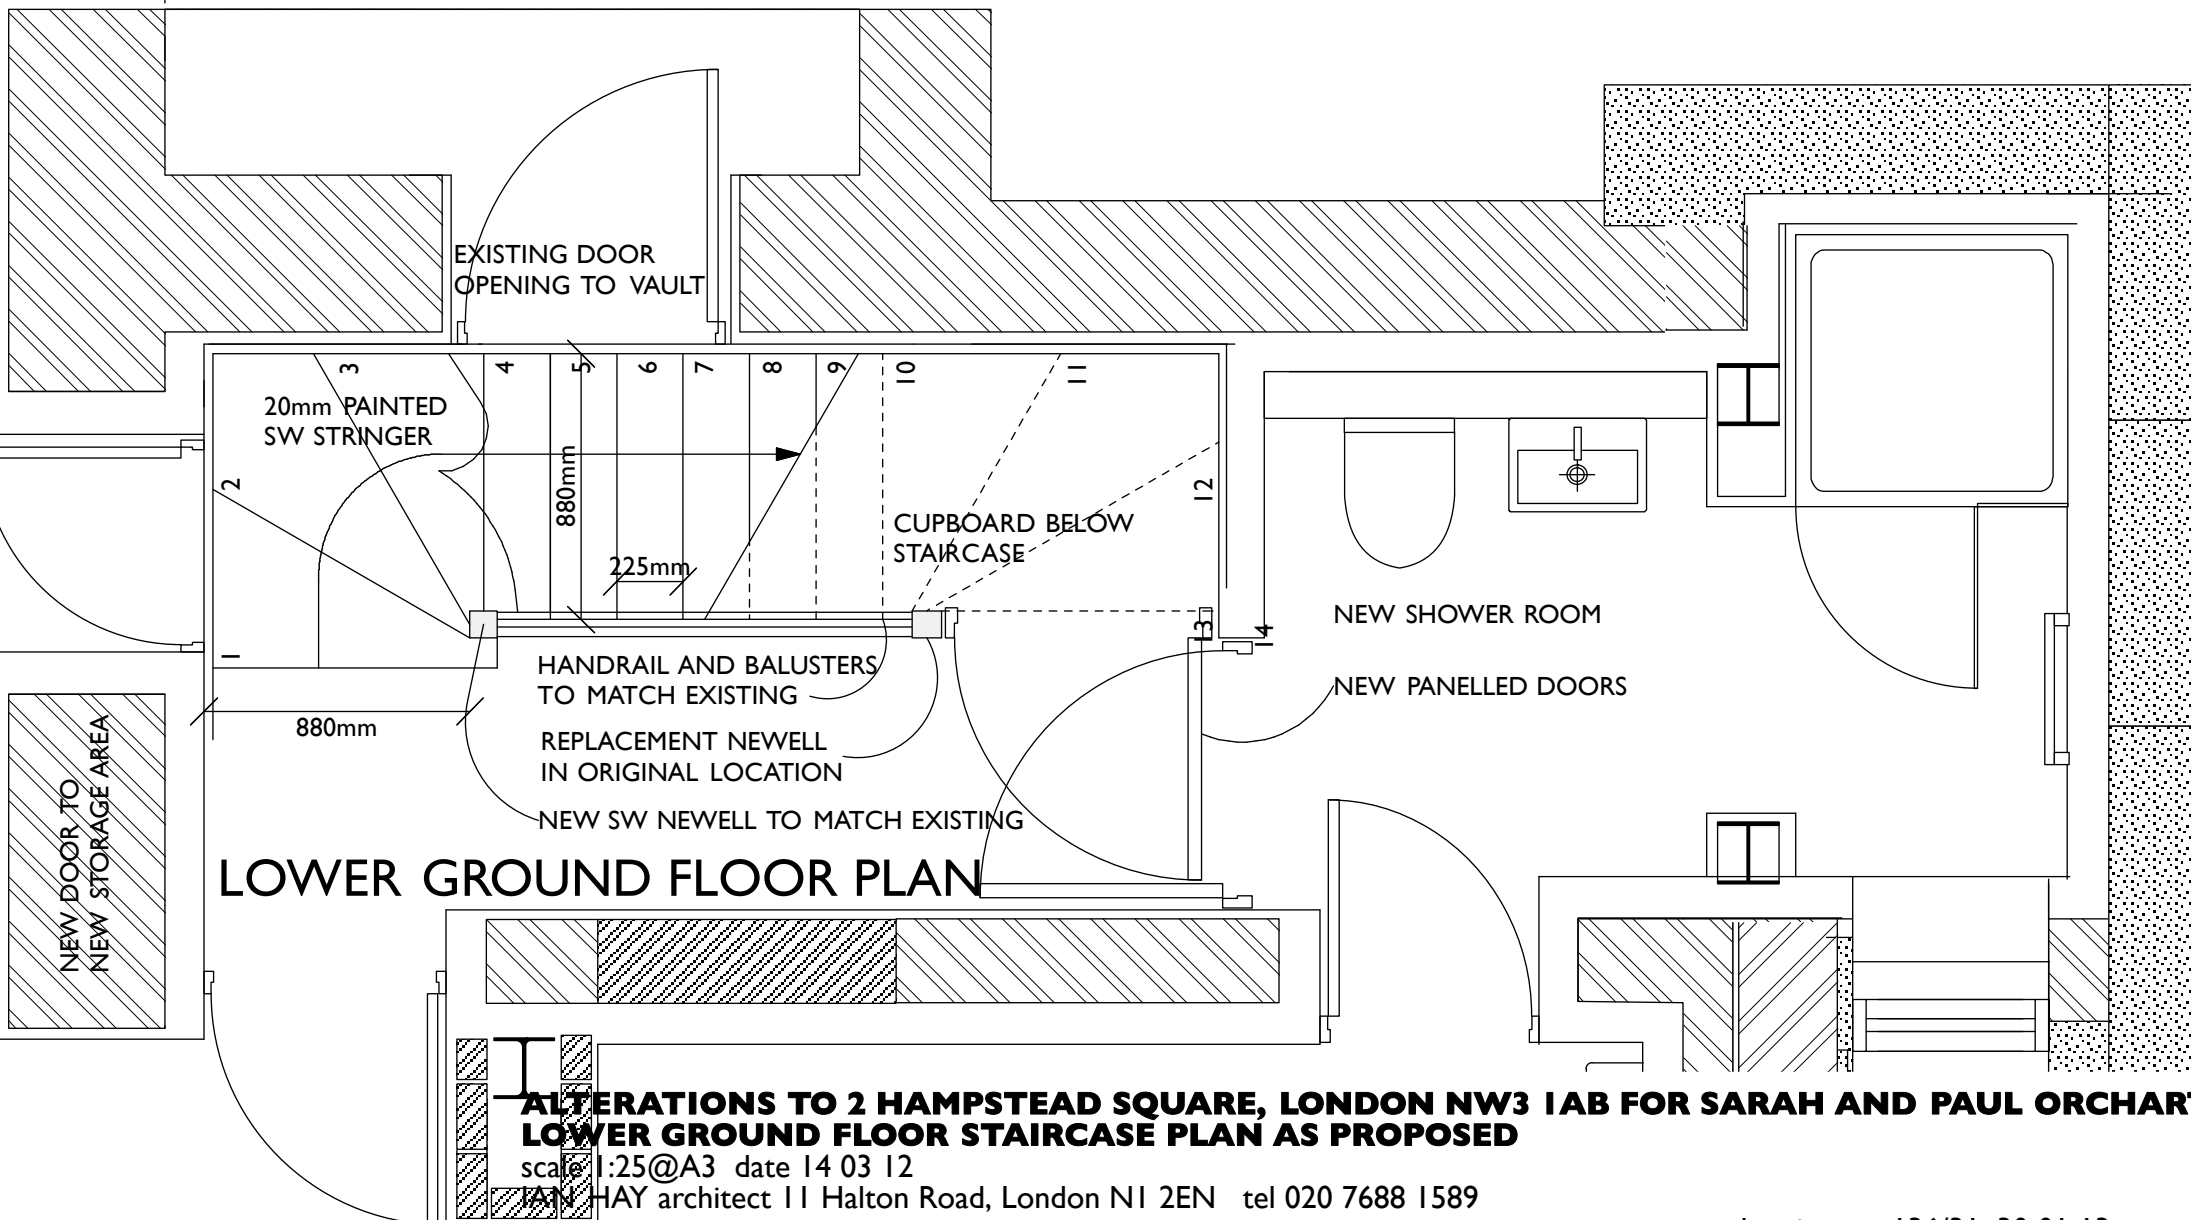 EXISTING DOOR
OPENING TO VAULT
3
4
5
6
7
8
9
10
11
20mm PAINTED
SW STRINGER
2
880mm
12
CUPBOARD BELOW
STAIRCASE
225mm
NEW SHOWER ROOM
1
13
14
HANDRAIL AND BALUSTERS
TO MATCH EXISTING
NEW PANELLED DOORS
880mm
REPLACEMENT NEWELL
IN ORIGINAL LOCATION
NEW DOOR TO
NEW STORAGE AREA
NEW SW NEWELL TO MATCH EXISTING
LOWER GROUND FLOOR PLAN
ALTERATIONS TO 2 HAMPSTEAD SQUARE, LONDON NW3 1AB FOR SARAH AND PAUL
LOWER GROUND FLOOR STAIRCASE PLAN AS PROPOSED
scale 1:25@A3 date 14 03 12
IAN HAY architect 11 Halton Road, London N1 2EN tel 020 7688 1589